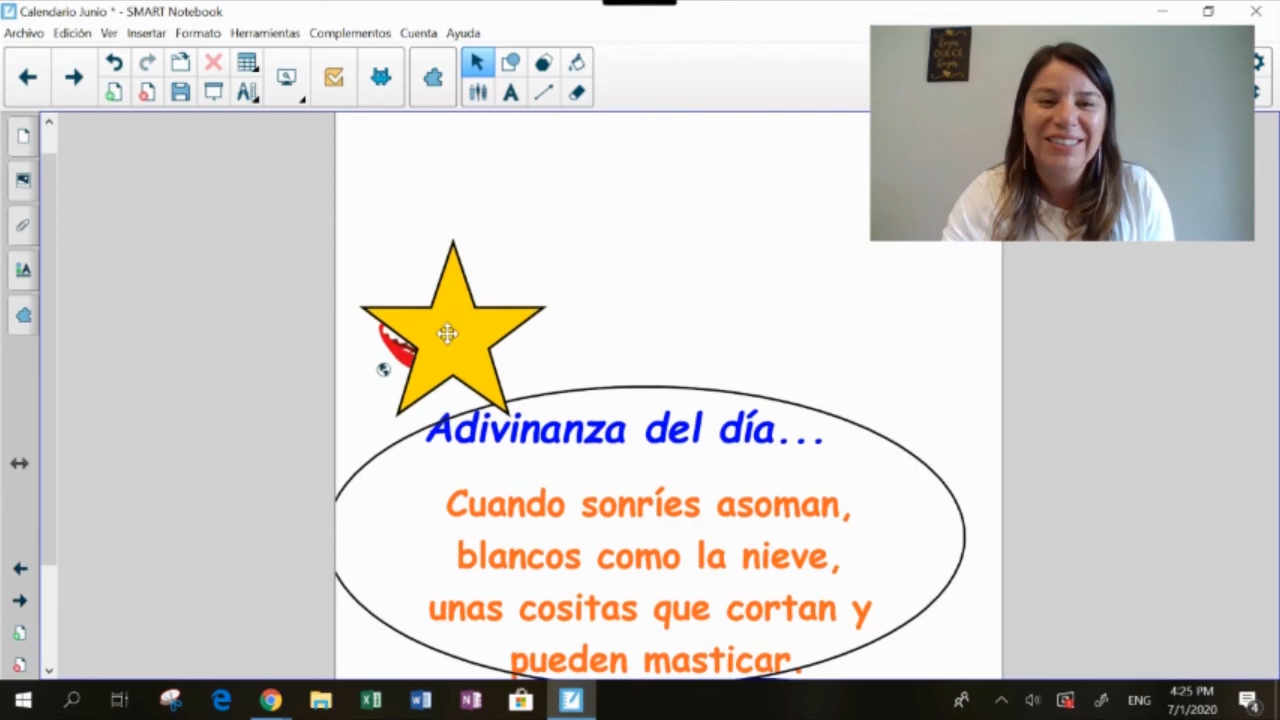 Calendario Junio * - SMART Notebook
Archivo Edición Ver Insertar Formato Herramientas Complementos Cuenta Ayuda
Adivinanza del día...
Cuando sonríes asoman,
blancos como la nieve,
unas cositas que cortan y
pueden masticar.
ENG
4:25 PM
7/1/2020
4